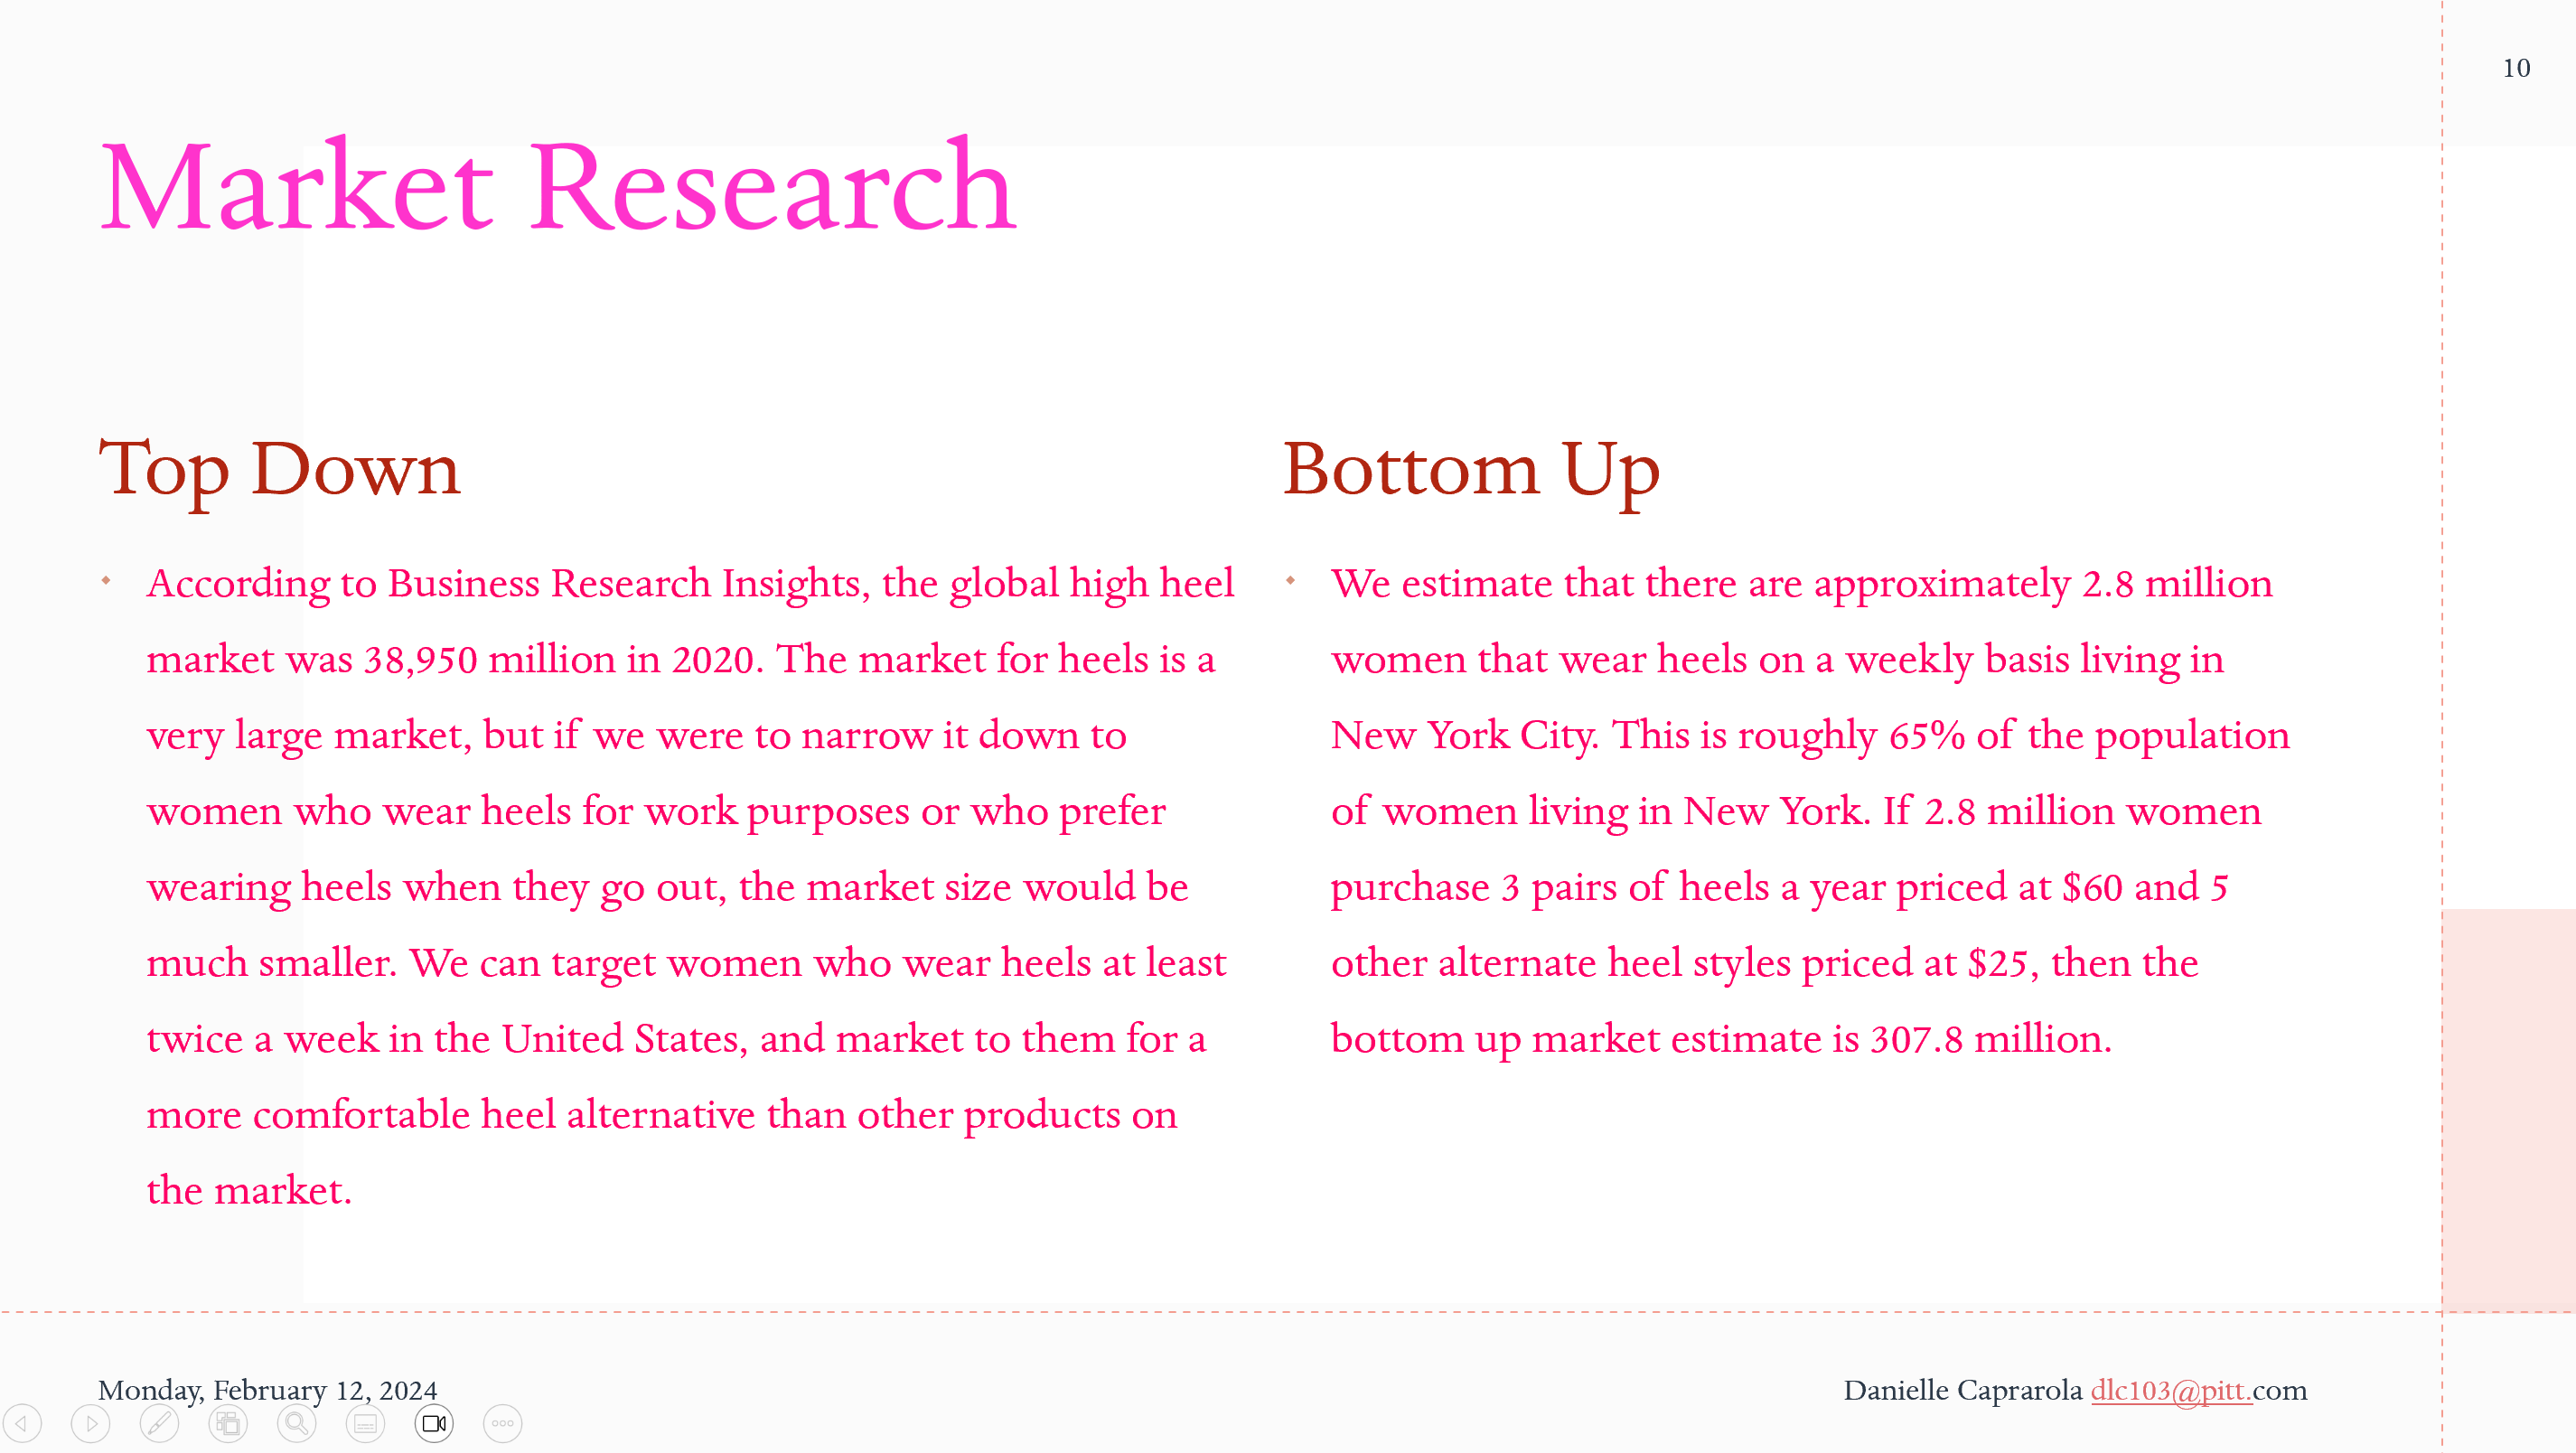 10
Market Research
Top Down
According to Business Research Insights, the global high heel
market was 38,950 million in 2020. The market for heels is a
very large market, but if we were to narrow it down to
women who wear heels for work purposes or who prefer
wearing heels when they go out, the market size would be
much smaller. We can target women who wear heels at least
twice a week in the United States, and market to them for a
more comfortable heel alternative than other products on
the market.
Bottom Up
We estimate that there are approximately 2.8 million
women that wear heels on a weekly basis living in
New York City. This is roughly 65% of the population
of women living in New York. If 2.8 million women
purchase 3 pairs of heels a year priced at $60 and 5
other alternate heel styles priced at $25, then the
bottom up market estimate is 307.8 million.
Monday, February 12, 2024
Danielle Caprarola dlc103@pitt.com